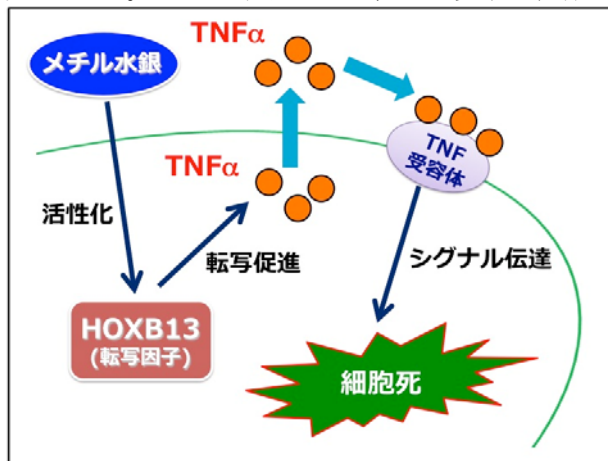 TNFα
メチル水銀
TNF
受容体
TNFα
活性化
転写促進
シグナル伝達
HOXB13
(転写因子)
細胞死